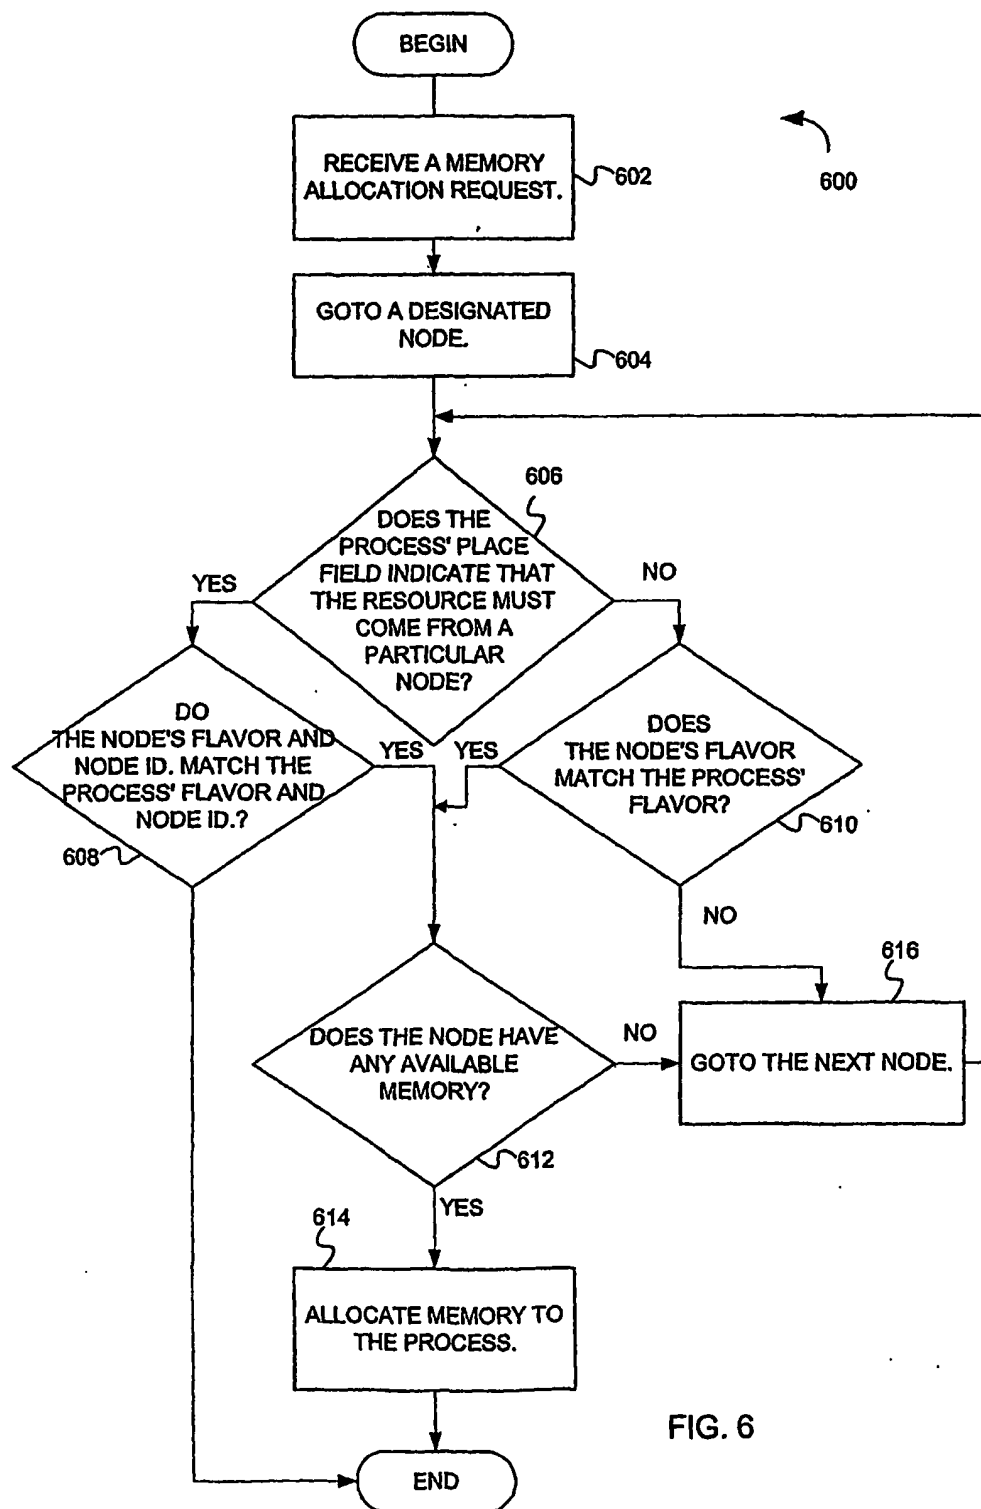 BEGIN
RECEIVE A MEMORY
ALLOCATION REQUEST.
602
600
GOTO A DESIGNATED
NODE.
604
606
DOES THE
PROCESS' PLACE
FIELD INDICATE THAT
THE RESOURCE MUST
COME FROM A
PARTICULAR
NODE?
YES
NO
DO
THE NODE'S FLAVOR AND
NODE ID. MATCH THE
PROCESS' FLAVOR AND
NODE ID.?
608
YES
YES
DOES
THE NODE'S FLAVOR
MATCH THE PROCESS'
FLAVOR?
610
NO
616
DOES THE NODE HAVE
ANY AVAILABLE
MEMORY?
NO
GOTO THE NEXT NODE.
612
YES
614
ALLOCATE MEMORY TO
THE PROCESS.
FIG. 6
END